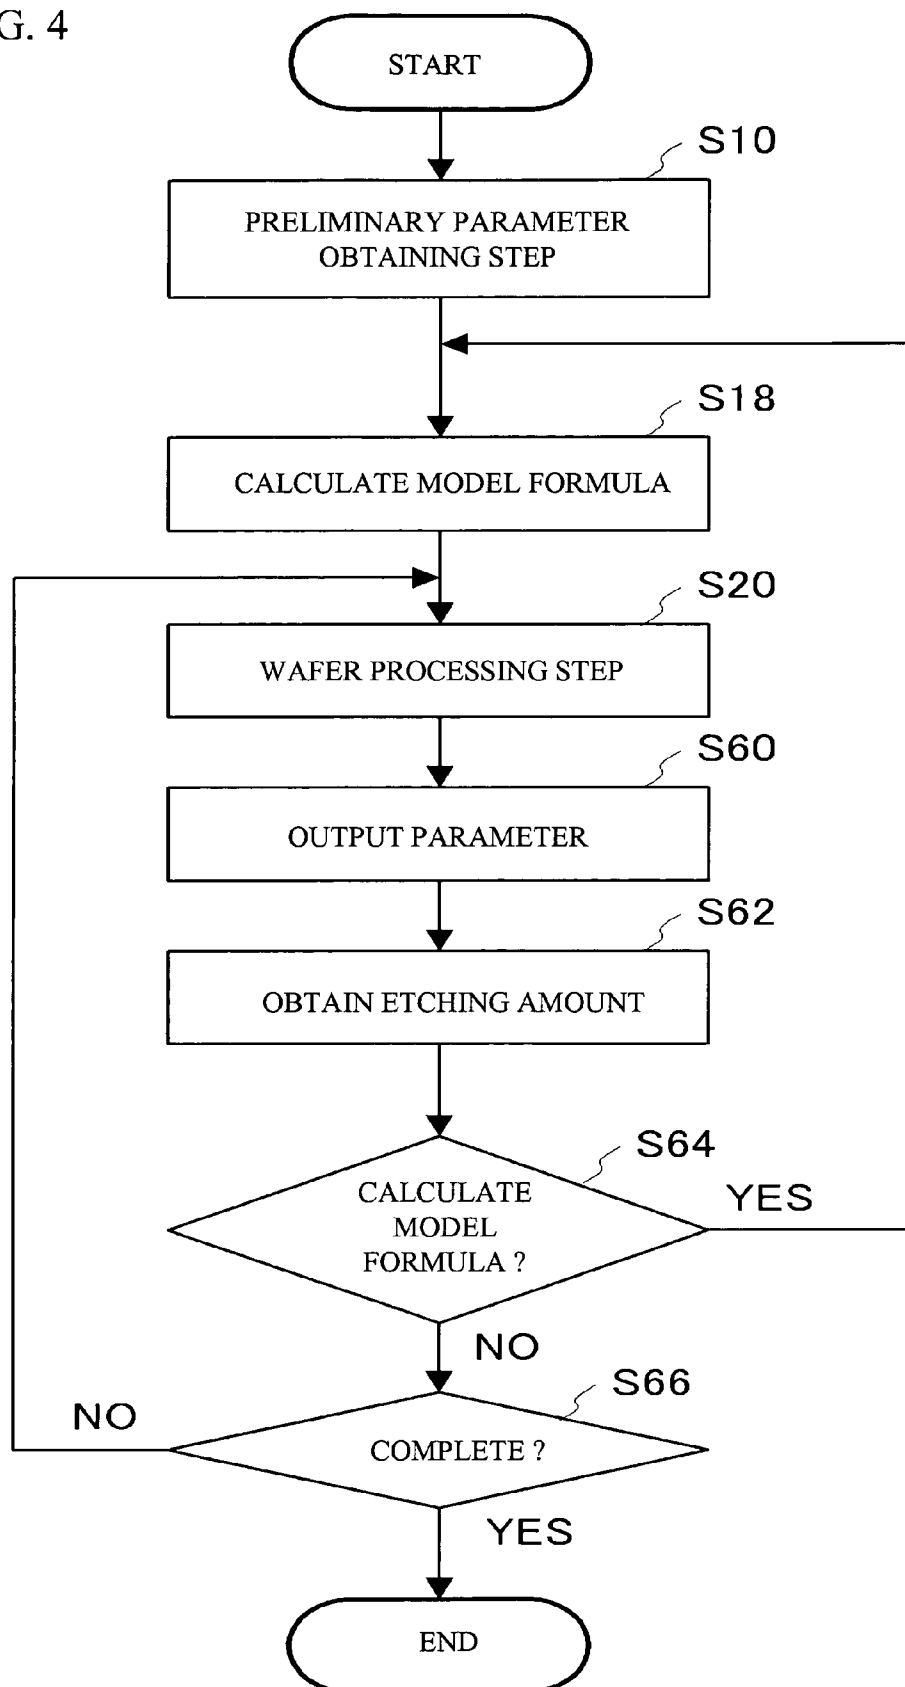 G. 4
START
S10
PRELIMINARY PARAMETER
OBTAINING STEP
S18
CALCULATE MODEL FORMULA
S20
WAFER PROCESSING STEP
S60
OUTPUT PARAMETER
S62
OBTAIN ETCHING AMOUNT
S64
CALCULATE
MODEL
FORMULA ?
YES
NO
S66
NO
COMPLETE ?
YES
END